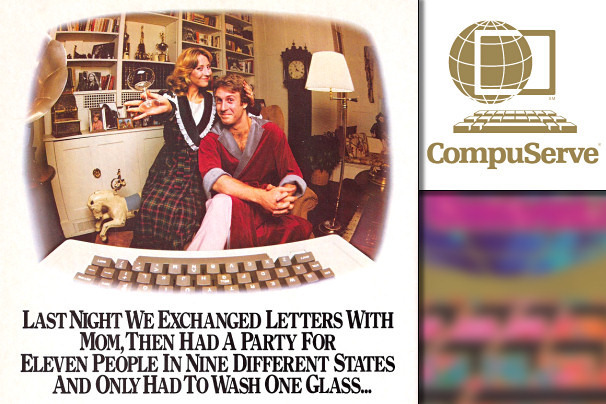 LAST NIGHT WE EXCHANGED LETTERS WITH
MOM, THEN HAD A PARTY FOR
ELEVEN PEOPLE IN NINE DIFFERENT STATES
AND ONLY HAD TO WASH ONE GLASS...
CompuServe